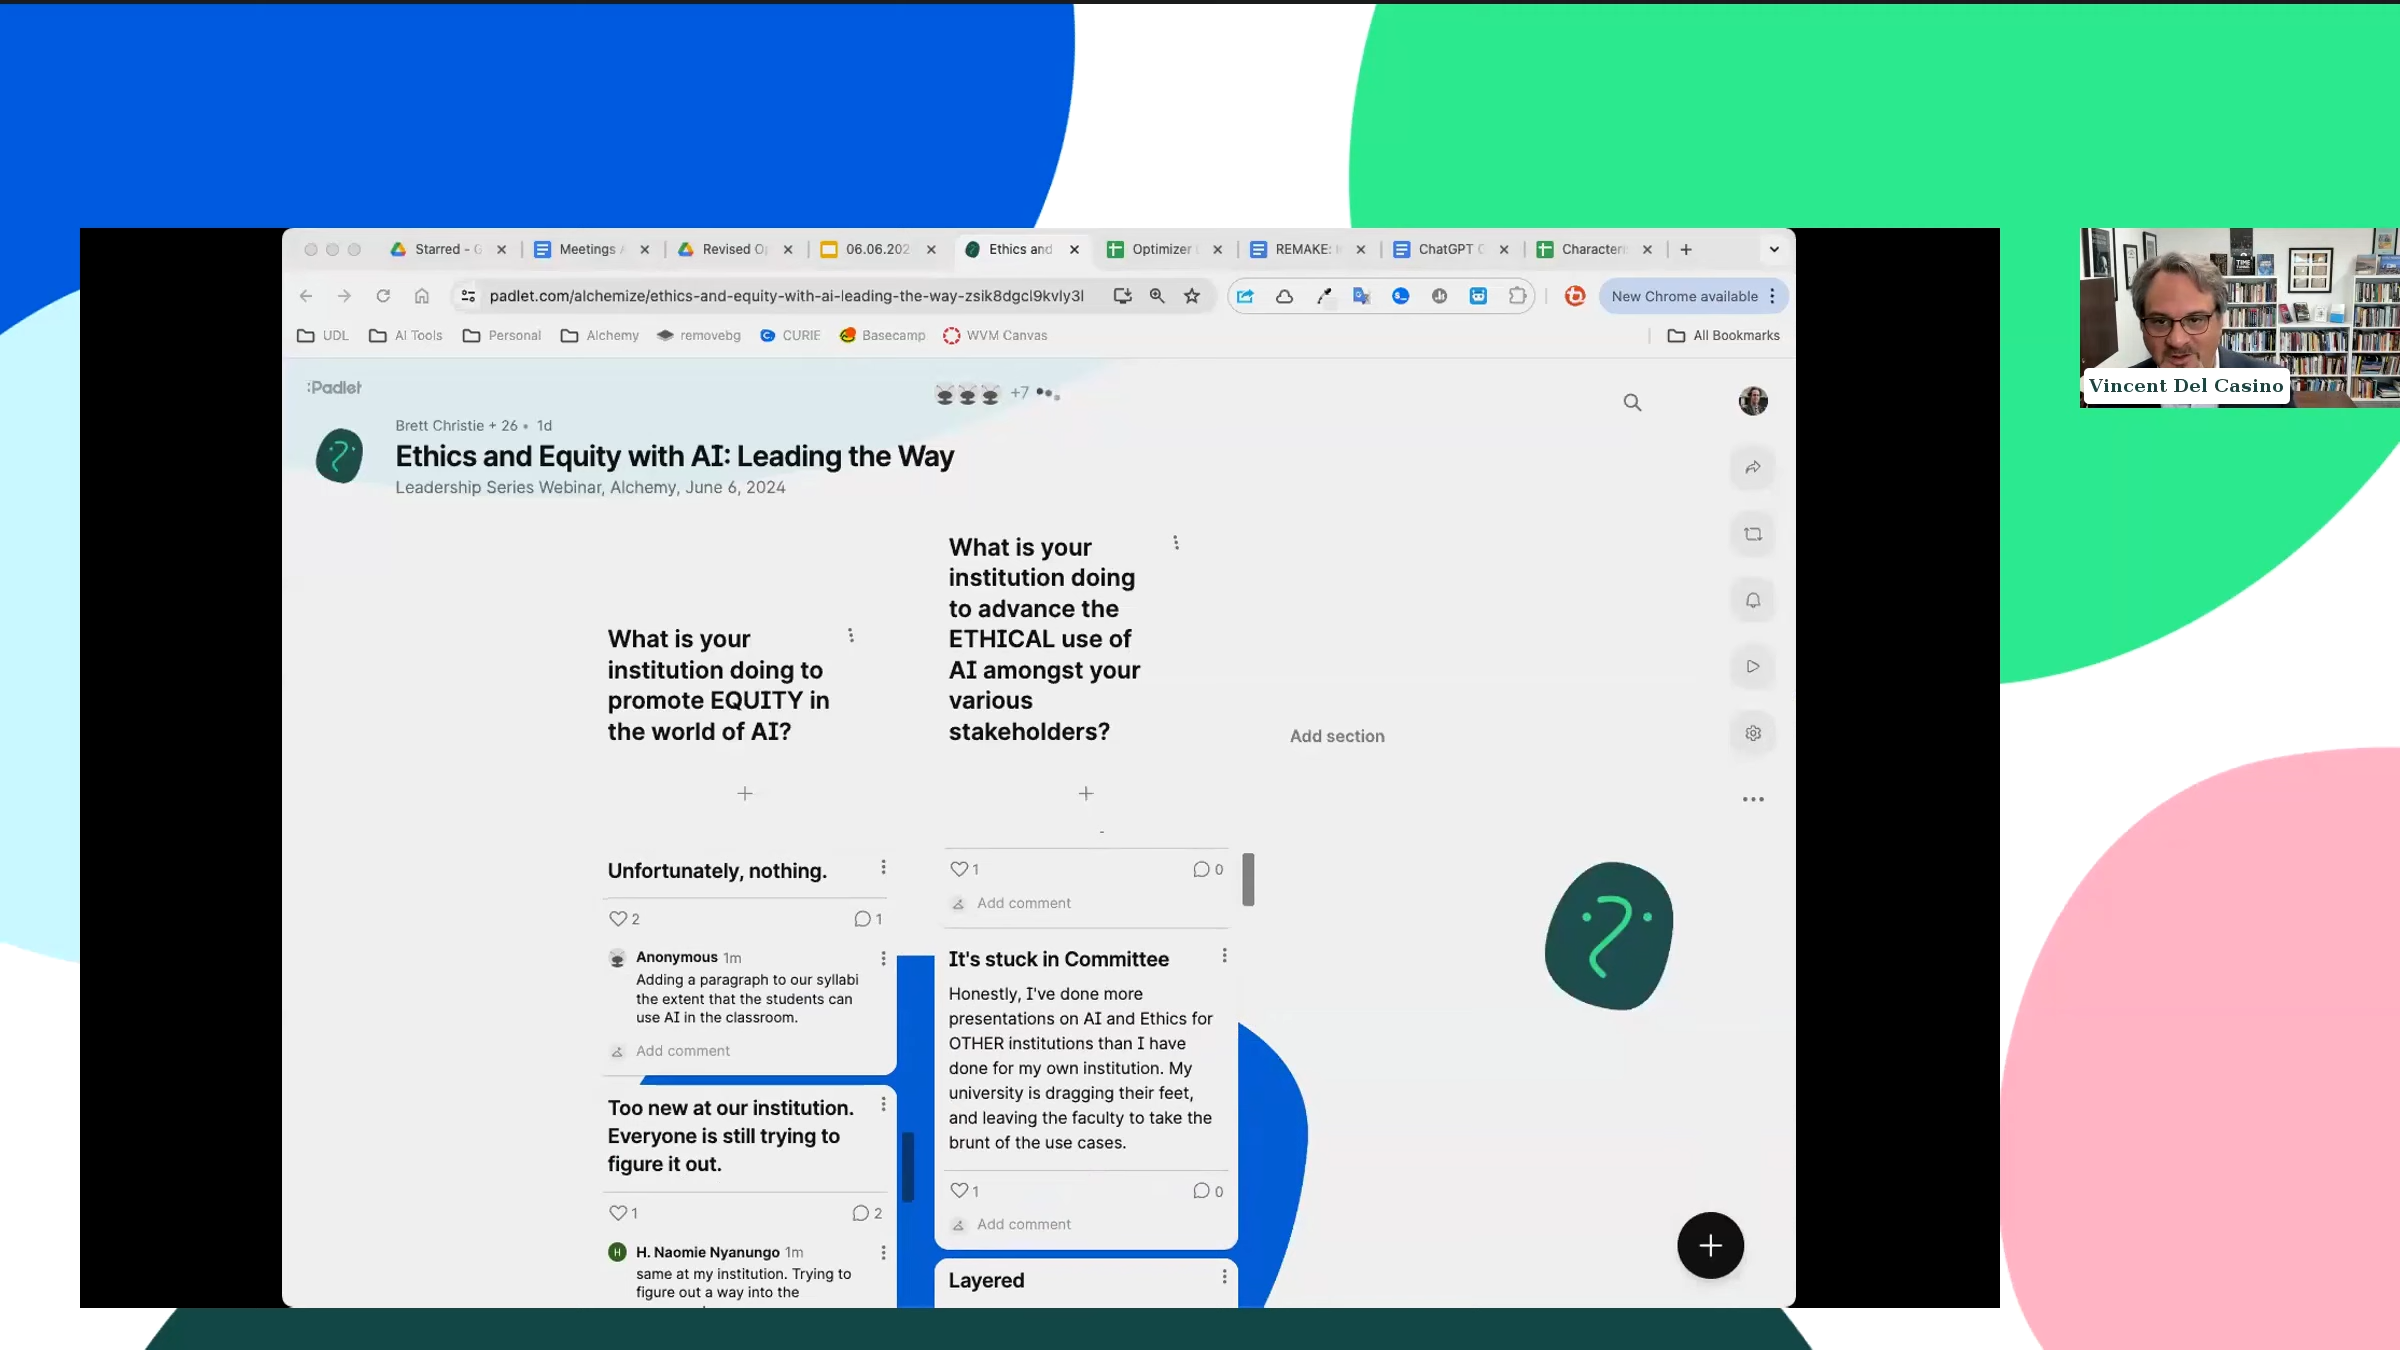 Starred - G
Meetings A
Revised Op
06.06.202
Ethics and
Optimizer
REMAKE:
ChatGPT
Characteri
padlet.com/alchemize/ethics-and-equity-with-ai-leading-the-way-zsik8dgcl9kvly3l
New Chrome available
UDL
AI Tools
Personal
Alchemy
removebg
CURIE
Basecamp
WVM Canvas
All Bookmarks
:Padlet
+7
Brett Christie + 26 • 1d
Ethics and Equity with AI: Leading the Way
Leadership Series Webinar, Alchemy, June 6, 2024
What is your
institution doing to
promote EQUITY in
the world of AI?
Unfortunately, nothing.
2
1
Anonymous 1m
Adding a paragraph to our syllabi
the extent that the students can
use AI in the classroom.
Add comment
Too new at our institution.
Everyone is still trying to
figure it out.
1
2
H
H. Naomie Nyanungo 1m
same at my institution. Trying to
figure out a way into the
What is your
institution doing
to advance the
ETHICAL use of
AI amongst your
various
stakeholders?
1
0
Add comment
It's stuck in Committee
Honestly, I've done more
presentations on AI and Ethics for
OTHER institutions than I have
done for my own institution. My
university is dragging their feet,
and leaving the faculty to take the
brunt of the use cases.
1
0
Add comment
Layered
Add section
Vincent Del Casino